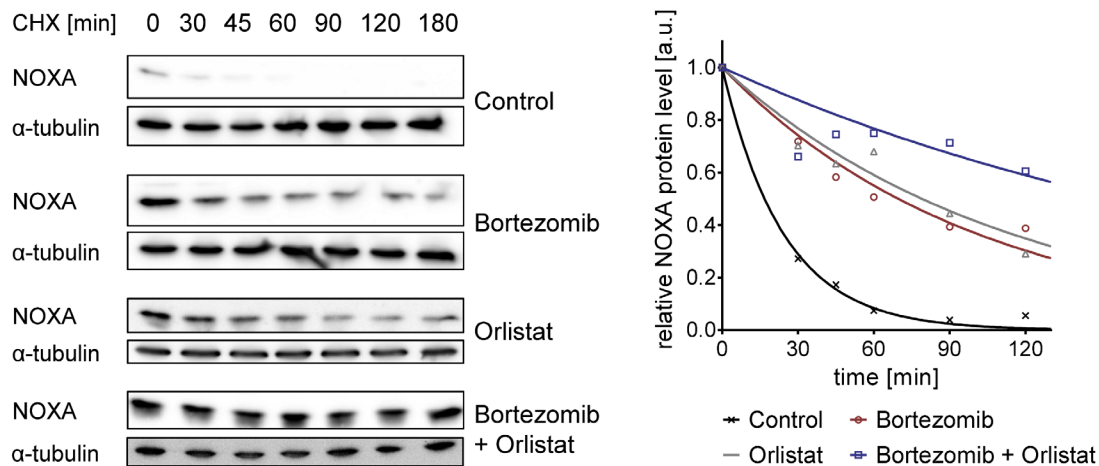 CHX [min] 0 30 45 60 90 120 180
NOXA
α-tubulin
Control
NOXA
α-tubulin
Bortezomib
NOXA
α-tubulin
Orlistat
NOXA
α-tubulin
Bortezomib
+ Orlistat
relative NOXA protein level [a.u.]
1.0
0.8
0.6
0.4
0.2
0.0
0 30 60 90 120
time [min]
Control
Bortezomib
Orlistat
Bortezomib + Orlistat